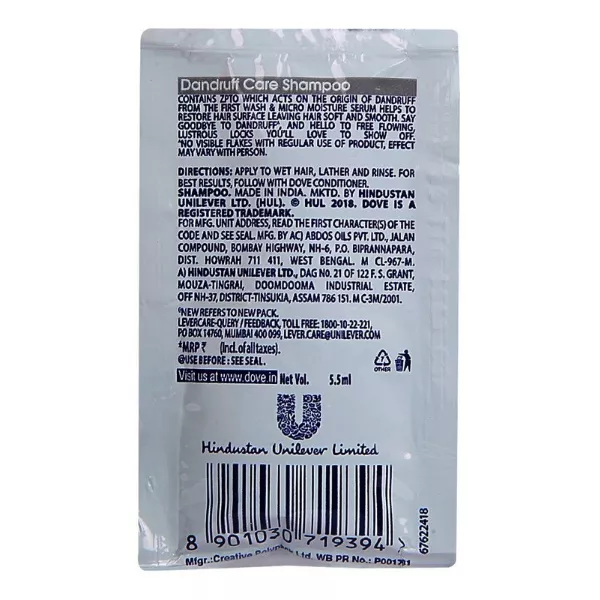 Dandruff Care Shampoo
CONTAINS ZPTO WHICH ACTS ON THE ORIGIN OF DANDRUFF
FROM THE FIRST WASH & MICRO MOISTURE SERUM HELPS TO
RESTORE HAIR SURFACE LEAVING HAIR SOFT AND SMOOTH. SAY
GOODBYE TO DANDRUFF*, AND HELLO TO FREE FLOWING,
LUSTROUS LOCKS YOU'LL LOVE TO SHOW OFF.
*NO VISIBLE FLAKES WITH REGULAR USE OF PRODUCT, EFFECT
MAY VARY WITH PERSON.
DIRECTIONS: APPLY TO WET HAIR, LATHER AND RINSE. FOR
BEST RESULTS, FOLLOW WITH DOVE CONDITIONER.
SHAMPOO. MADE IN INDIA. MKTD. BY HINDUSTAN
UNILEVER LTD. (HUL). © HUL 2018. DOVE IS A
REGISTERED TRADEMARK.
FOR MFG. UNIT ADDRESS, READ THE FIRST CHARACTER(S) OF THE
CODE AND SEE SEAL. MFG. BY AC) ABDOS OILS PVT. LTD., JALAN
COMPOUND, BOMBAY HIGHWAY, NH-6, P.O. BIPRANNAPARA,
DIST. HOWRAH 711 411, WEST BENGAL. M CL-967-M.
A) HINDUSTAN UNILEVER LTD., DAG NO. 21 OF 122 F.S. GRANT,
MOUZA-TINGRAI, DOOMDOOMA INDUSTRIAL ESTATE,
OFF NH-37, DISTRICT-TINSUKIA, ASSAM 786 151. M C-3M/2001.
NEW REFERS TO NEW PACK.
LEVERCARE-QUERY / FEEDBACK, TOLL FREE: 1800-10-22-221,
PO BOX 14760, MUMBAI 400 099, LEVER.CARE@UNILEVER.COM
*MRP ₹ (Incl. of all taxes).
@USE BEFORE : SEE SEAL.
OTHER
Visit us at www.dove.in Net Vol. 5.5ml
Hindustan Unilever Limited
67622418
8 901030 719394
Mfgr.:Creative Ltd. WB PR No.: